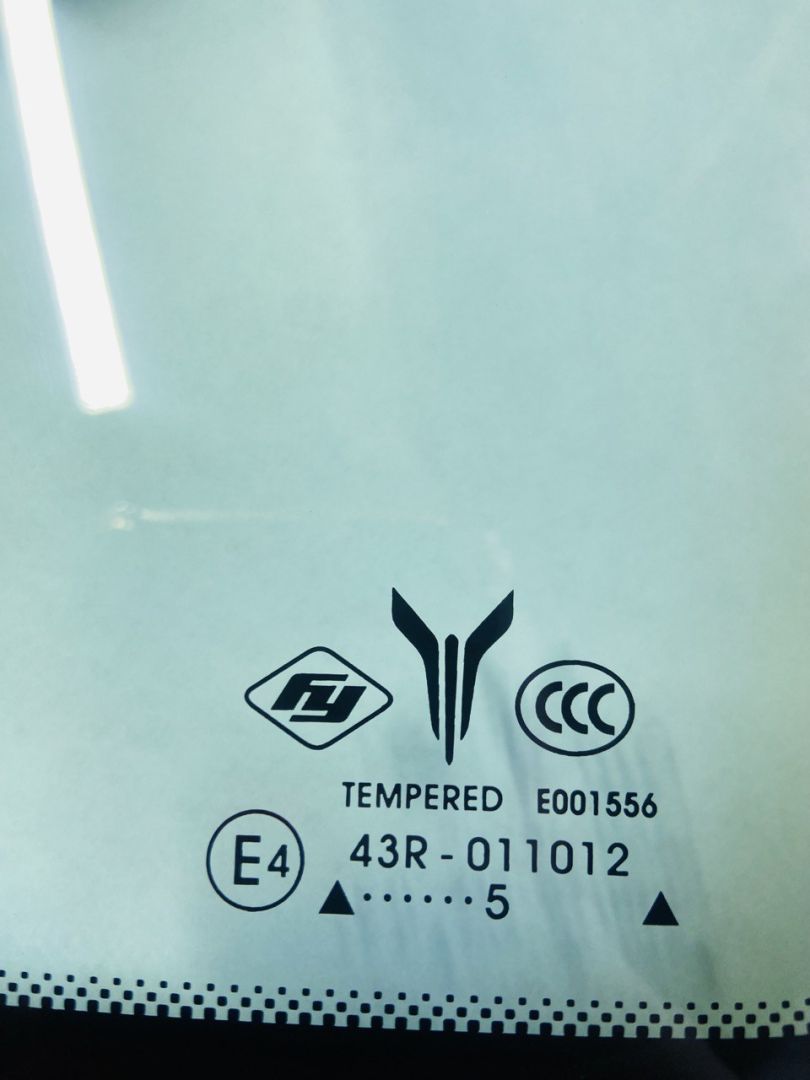 fy
CCC
TEMPERED E001556
E4 43R-011012
▲······5 ▲